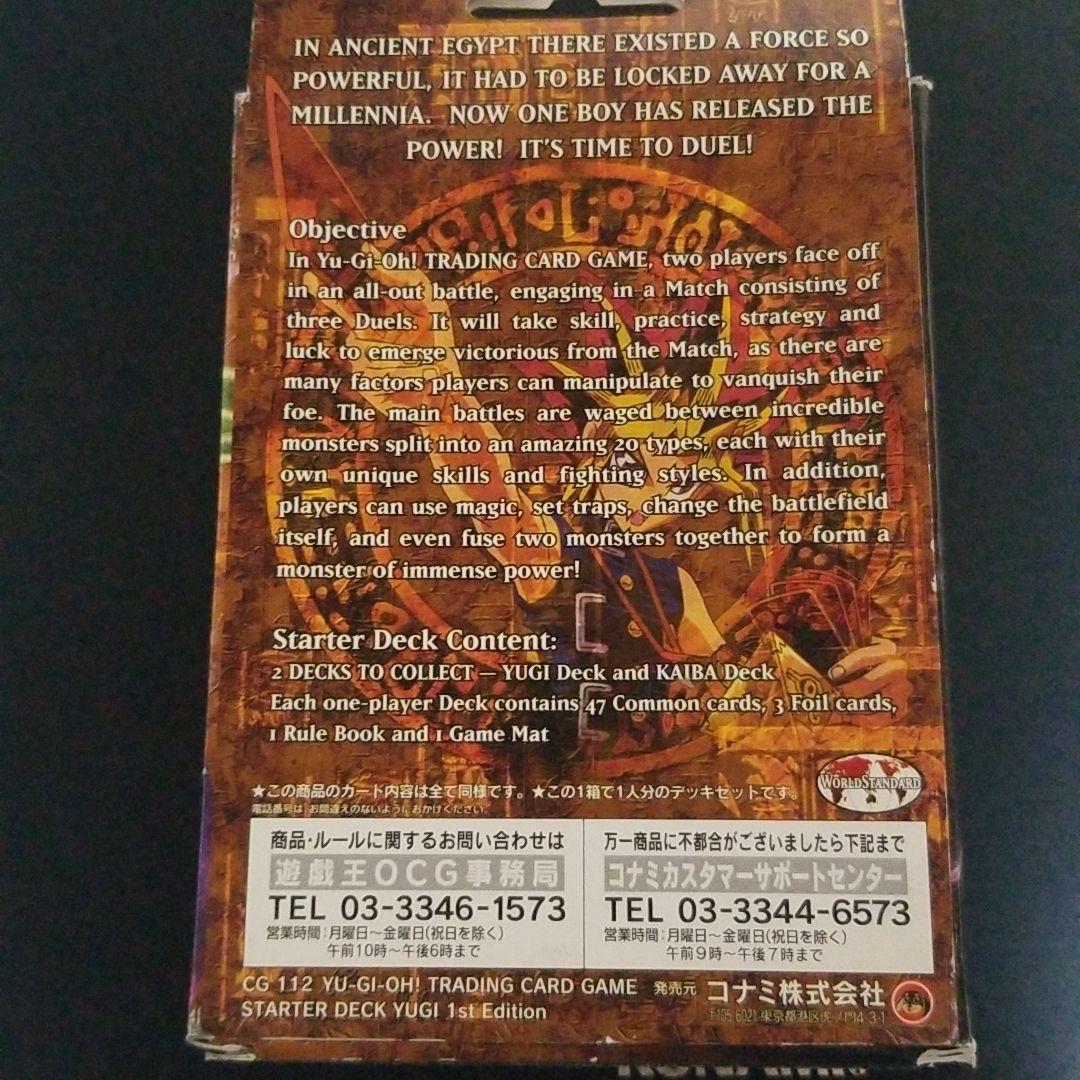 IN ANCIENT EGYPT THERE EXISTED A FORCE SO
POWERFUL, IT HAD TO BE LOCKED AWAY FOR A
MILLENNIA. NOW ONE BOY HAS RELEASED THE
POWER! IT'S TIME TO DUEL!
Objective
In Yu-Gi-Oh! TRADING CARD GAME, two players face off
in an all-out battle, engaging in a Match consisting of
three Duels. It will take skill, practice, strategy and
luck to emerge victorious from the Match, as there are
many factors players can manipulate to vanquish their
foe. The main battles are waged between incredible
monsters split into an amazing 20 types, each with their
own unique skills and fighting styles. In addition,
players can use magic, set traps, change the battlefield
itself, and even fuse two monsters together to form a
monster of immense power!
Starter Deck Content:
2 DECKS TO COLLECT — YUGI Deck and KAIBA Deck
Each one-player Deck contains 47 Common cards, 3 Foil cards,
1 Rule Book and 1 Game Mat
WORLD STANDARD
★この商品のカード内容は全て同様です。★この1箱で1人分のデッキセットです。
電話番号は お間違えのないようにおかけください。
商品・ルールに関するお問い合わせは
遊戯王OCG事務局
TEL 03-3346-1573
営業時間:月曜日〜金曜日(祝日を除く)
午前10時〜午後6時まで
万一商品に不都合がございましたら下記まで
コナミカスタマーサポートセンター
TEL 03-3344-6573
営業時間:月曜日〜金曜日(祝日を除く)
午前9時〜午後7時まで
CG 112 YU-GI-OH! TRADING CARD GAME
STARTER DECK YUGI 1st Edition
発売元 コナミ株式会社
〒105-6021 東京都港区虎ノ門4-3-1